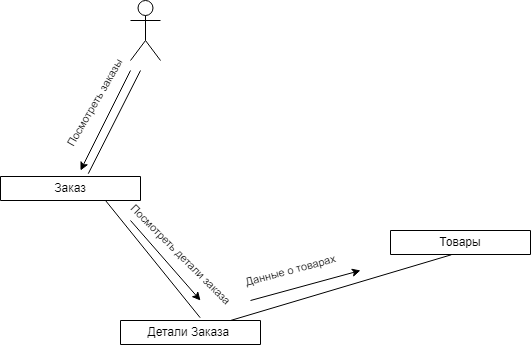 Посмотреть заказы
Заказ
Посмотреть детали заказа
Товары
Данные о товарах
Детали Заказа